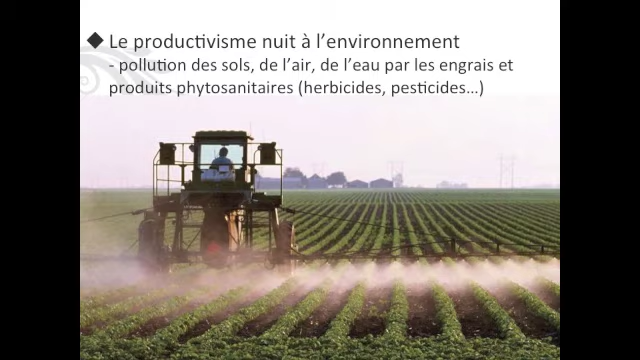 ◆ Le productivisme nuit à l'environnement
- pollution des sols, de l'air, de l'eau par les engrais et
produits phytosanitaires (herbicides, pesticides…)